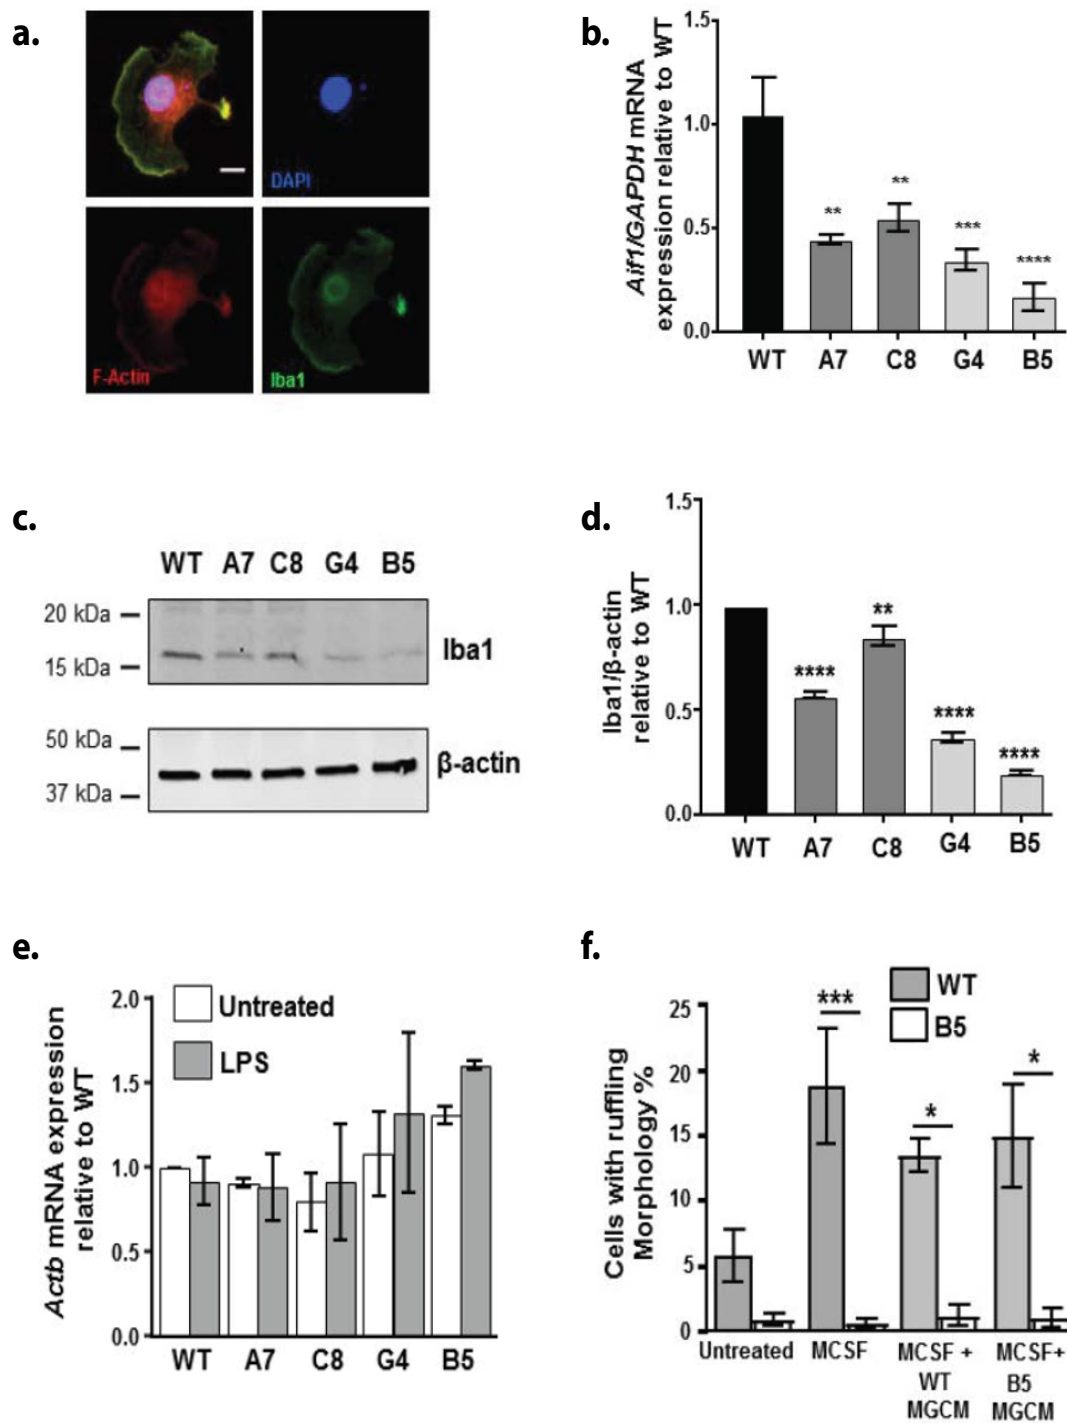 a.
DAPI
F-Actin
Iba1
b.
Aif1/GAPDH mRNA
expression relative to WT
1.5
1.0
0.5
0.0
** ** *** ****
WT A7 C8 G4 B5
c.
WT A7 C8 G4 B5
20 kDa
15 kDa
Iba1
50 kDa
37 kDa
β-actin
d.
Iba1/β-actin
relative to WT
1.5
1.0
0.5
0.0
**** ** **** ****
WT A7 C8 G4 B5
e.
Actb mRNA expression
relative to WT
2.0
1.5
1.0
0.5
0.0
Untreated
LPS
WT A7 C8 G4 B5
f.
Cells with ruffling
Morphology %
25
20
15
10
5
0
WT
B5
*** * *
Untreated MCSF MCSF + MCSF+
WT B5
MGCM MGCM